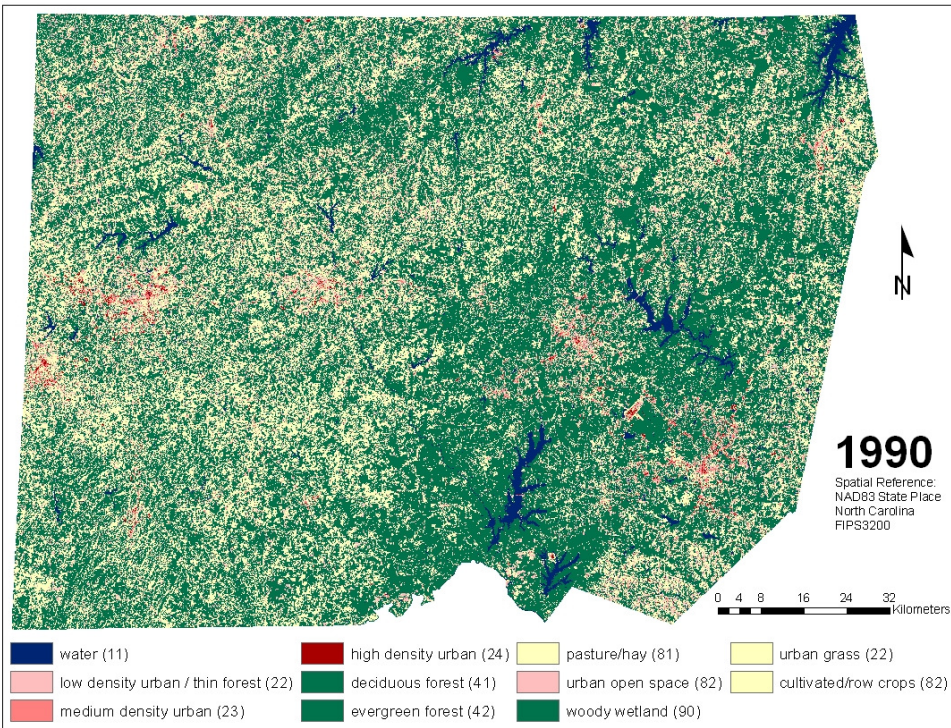 N
1990
Spatial Reference:
NAD83 State Place
North Carolina
FIPS3200
0 4 8 16 24 32
Kilometers
water (11)
high density urban (24)
pasture/hay (81)
urban grass (22)
low density urban / thin forest (22)
deciduous forest (41)
urban open space (82)
cultivated/row crops (82)
medium density urban (23)
evergreen forest (42)
woody wetland (90)